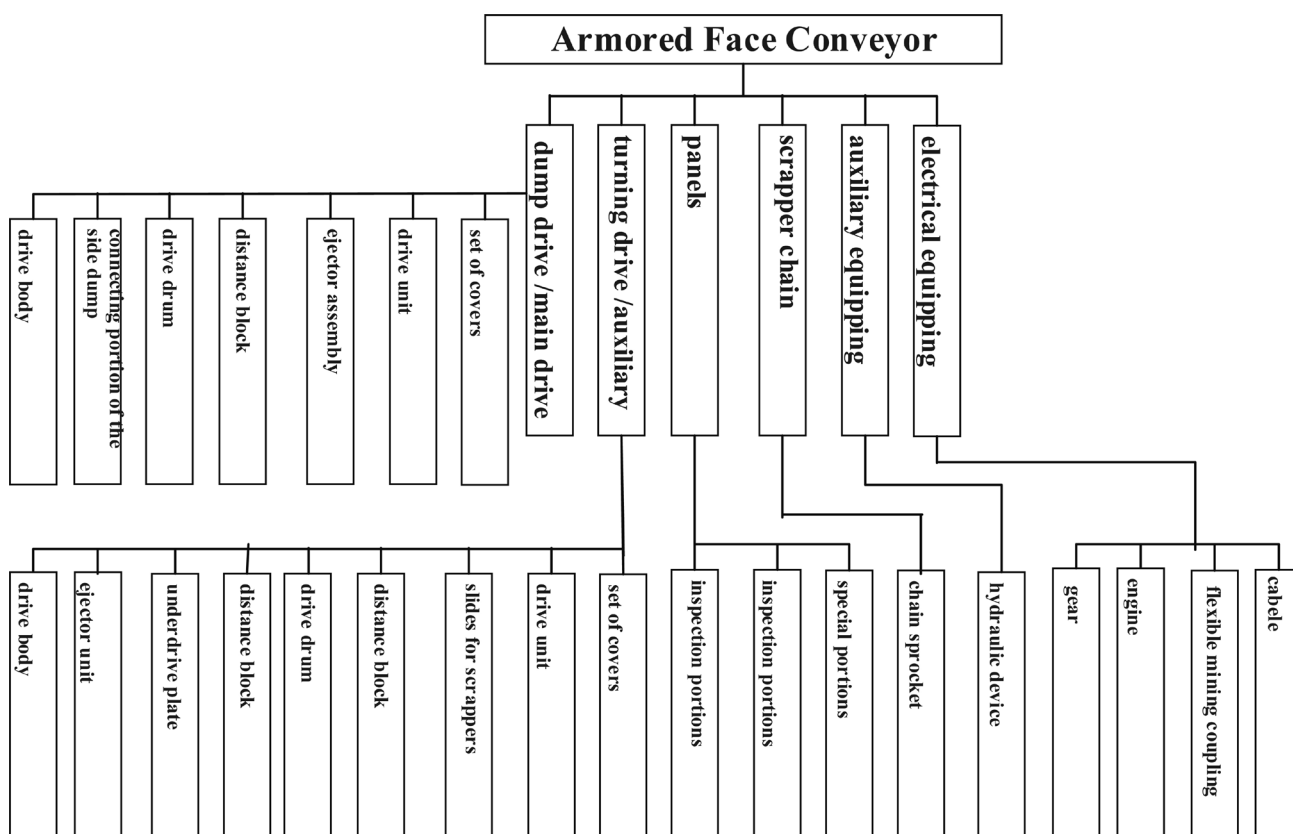 Armored Face Conveyor
dump drive /main drive
turning drive /auxiliary
panels
scrapper chain
auxiliary equipping
electrical equipping
drive body
connecting portion of the
side dump
drive drum
distance block
ejector assembly
drive unit
set of covers
drive body
ejector unit
underdrive plate
distance block
drive drum
distance block
slides for scrappers
drive unit
set of covers
inspection portions
inspection portions
special portions
chain sprocket
hydraulic device
gear
engine
flexible mining coupling
cabele